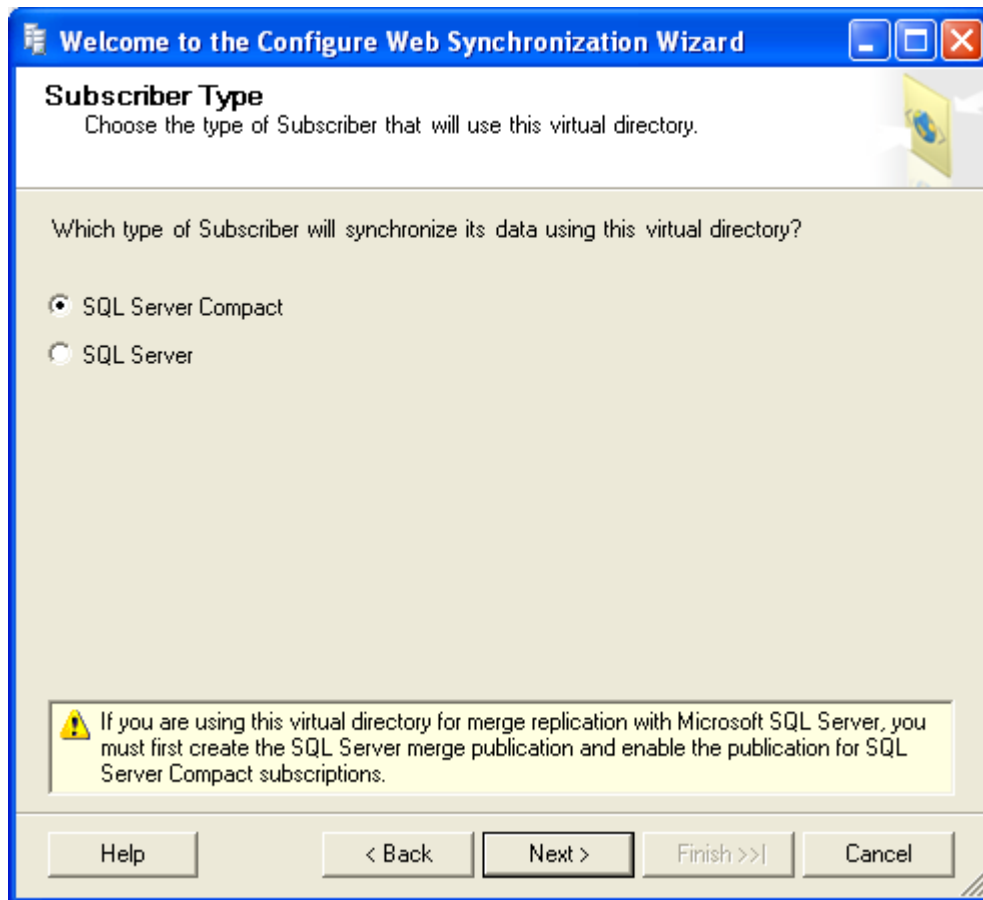 Welcome to the Configure Web Synchronization Wizard
Subscriber Type
Choose the type of Subscriber that will use this virtual directory.
Which type of Subscriber will synchronize its data using this virtual directory?
SQL Server Compact
SQL Server
If you are using this virtual directory for merge replication with Microsoft SQL Server, you
must first create the SQL Server merge publication and enable the publication for SQL
Server Compact subscriptions.
Help
< Back
Next >
Finish >>|
Cancel